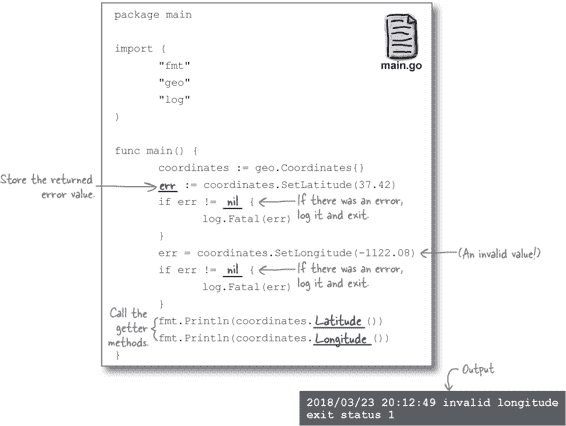 package main
main.go
import (
"fmt"
"geo"
"log"
)
func main() {
coordinates := geo.Coordinates{}
Store the returned
error value.
err := coordinates.SetLatitude(37.42)
if err != nil {
If there was an error,
log it and exit.
log.Fatal(err)
}
err = coordinates.SetLongitude(-1122.08)
(An invalid value!)
if err != nil {
If there was an error,
log it and exit.
log.Fatal(err)
}
Call the
getter
methods.
fmt.Println(coordinates.Latitude())
fmt.Println(coordinates.Longitude())
}
Output
2018/03/23 20:12:49 invalid longitude
exit status 1